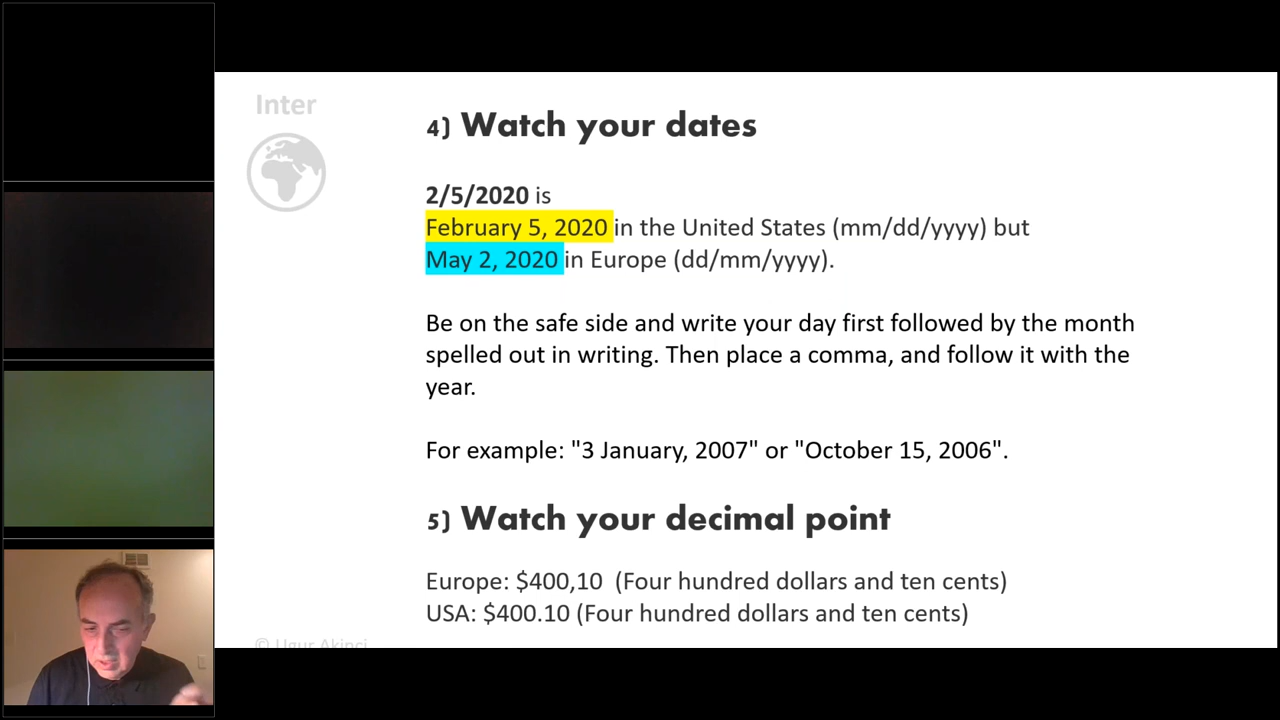 Inter
4) Watch your dates
2/5/2020 is
February 5, 2020 in the United States (mm/dd/yyyy) but
May 2, 2020 in Europe (dd/mm/yyyy).
Be on the safe side and write your day first followed by the month
spelled out in writing. Then place a comma, and follow it with the
year.
For example: "3 January, 2007" or "October 15, 2006".
5) Watch your decimal point
Europe: $400,10 (Four hundred dollars and ten cents)
USA: $400.10 (Four hundred dollars and ten cents)
© Ugur Akinci